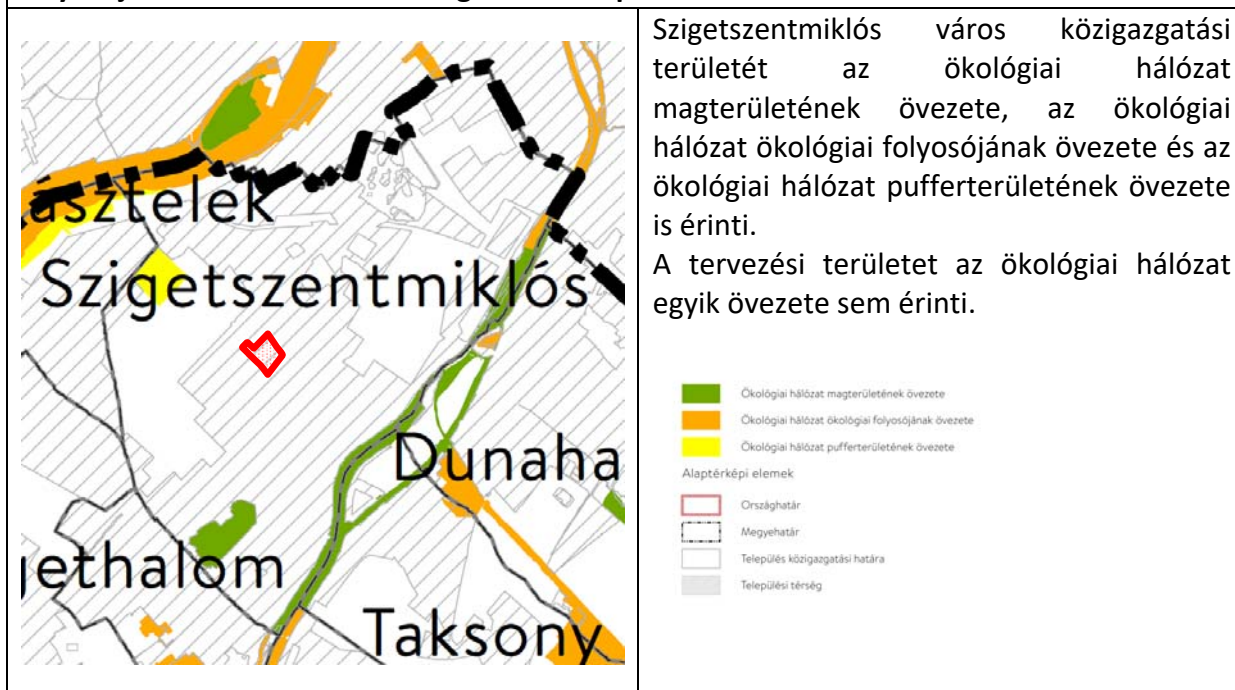 usztelek
Szigetszentmiklós
Dunaha
gethalom
Taksony
Szigetszentmiklós város közigazgatási
területét az ökológiai hálózat
magterületének övezete, az ökológiai
hálózat ökológiai folyosójának övezete és az
ökológiai hálózat pufferterületének övezete
is érinti.
A tervezési területet az ökológiai hálózat
egyik övezete sem érinti.
Ökológiai hálózat magterületének övezete
Ökológiai hálózat ökológiai folyosójának övezete
Ökológiai hálózat pufferterületének övezete
Alaptérképi elemek
Országhatár
Megyehatár
Település közigazgatási határa
Települési térség